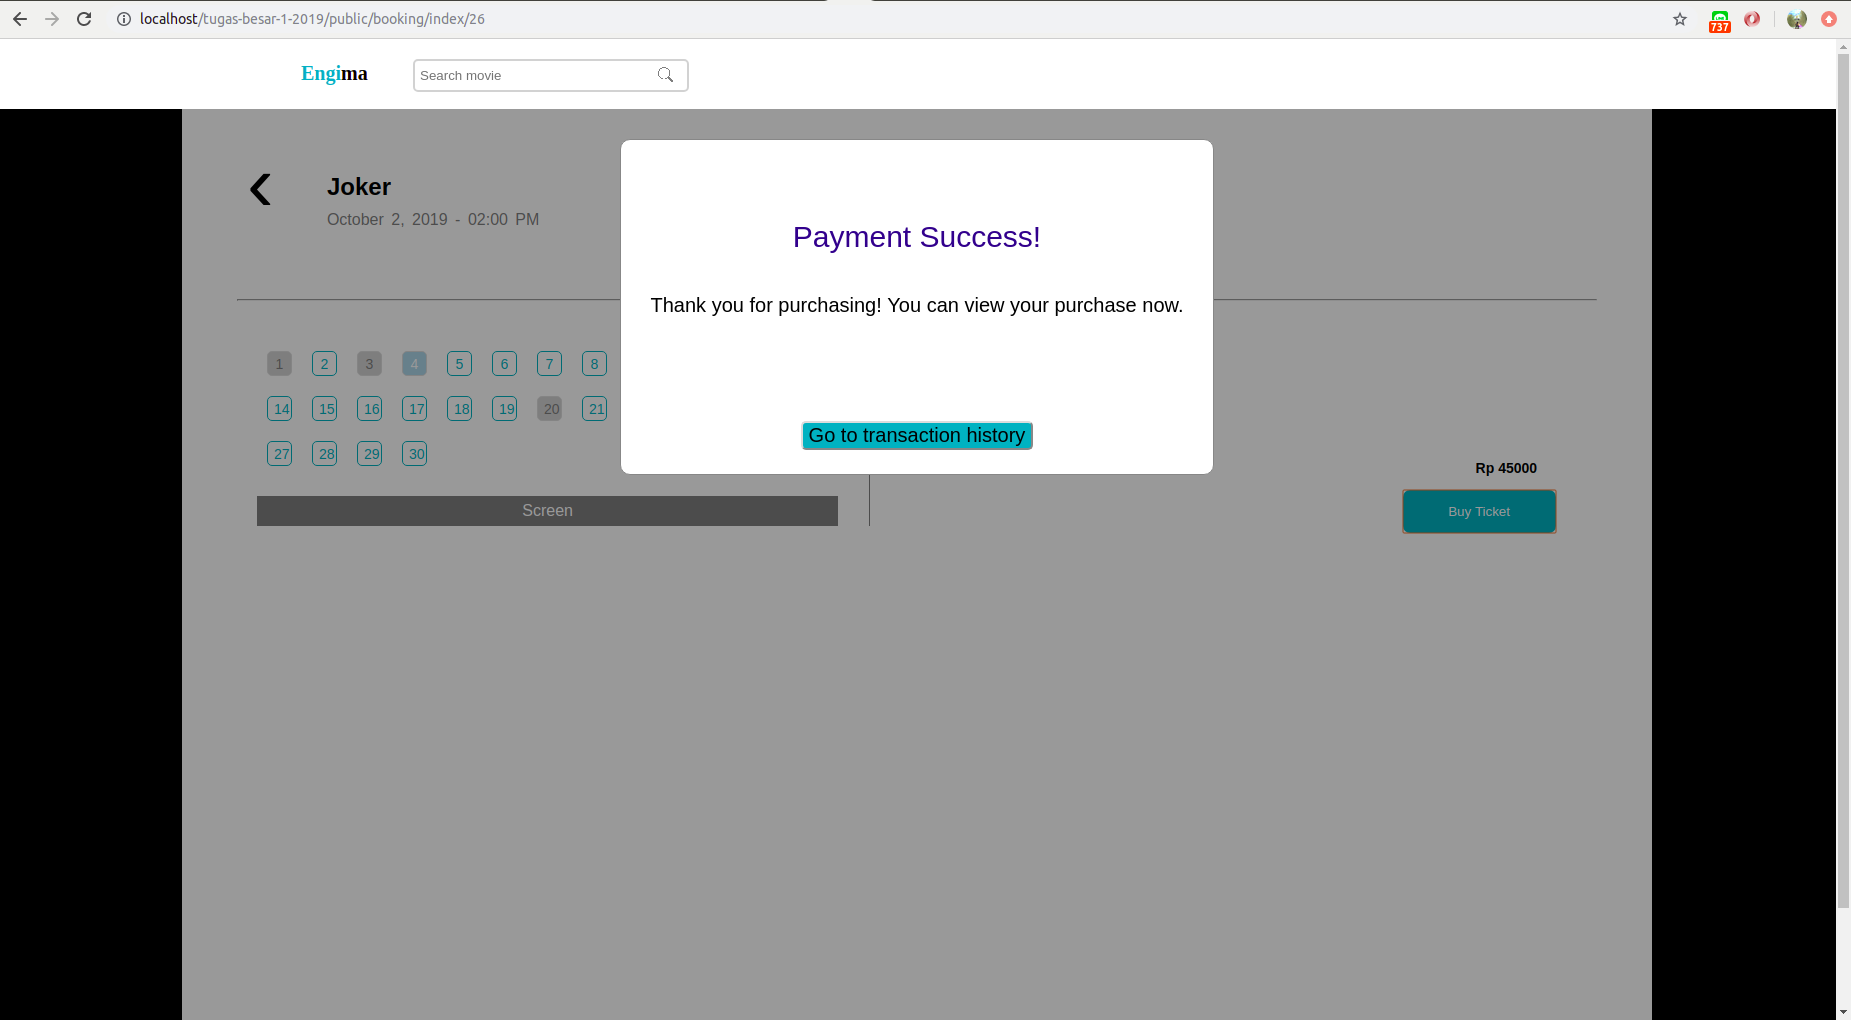 localhost/tugas-besar-1-2019/public/booking/index/26
737
Engima
Search movie
Joker
October 2, 2019 - 02:00 PM
Payment Success!
Thank you for purchasing! You can view your purchase now.
Go to transaction history
1 2 3 4 5 6 7 8
14 15 16 17 18 19 20 21
27 28 29 30
Screen
Rp 45000
Buy Ticket